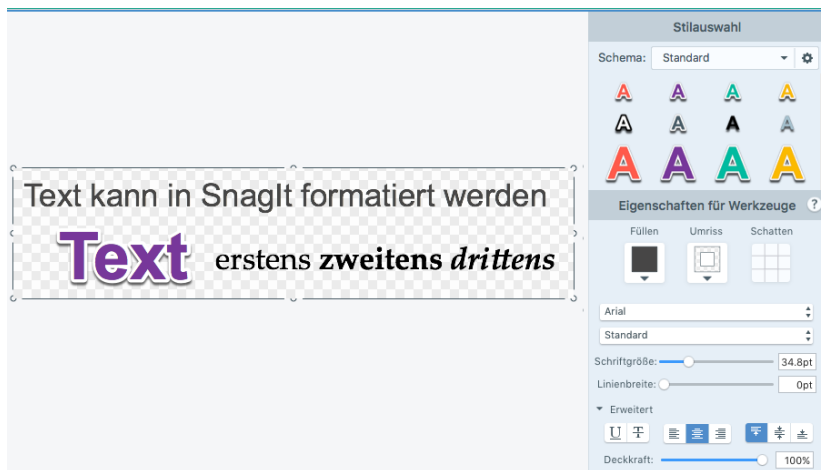 Stilauswahl
Schema: Standard
A A A A
A A A A
A A A A
Text kann in SnagIt formatiert werden
Text erstens zweitens drittens
Eigenschaften für Werkzeuge ?
Füllen Umriss Schatten
Arial
Standard
Schriftgröße: 34.8pt
Linienbreite: 0pt
Erweitert
U T
Deckkraft: 100%